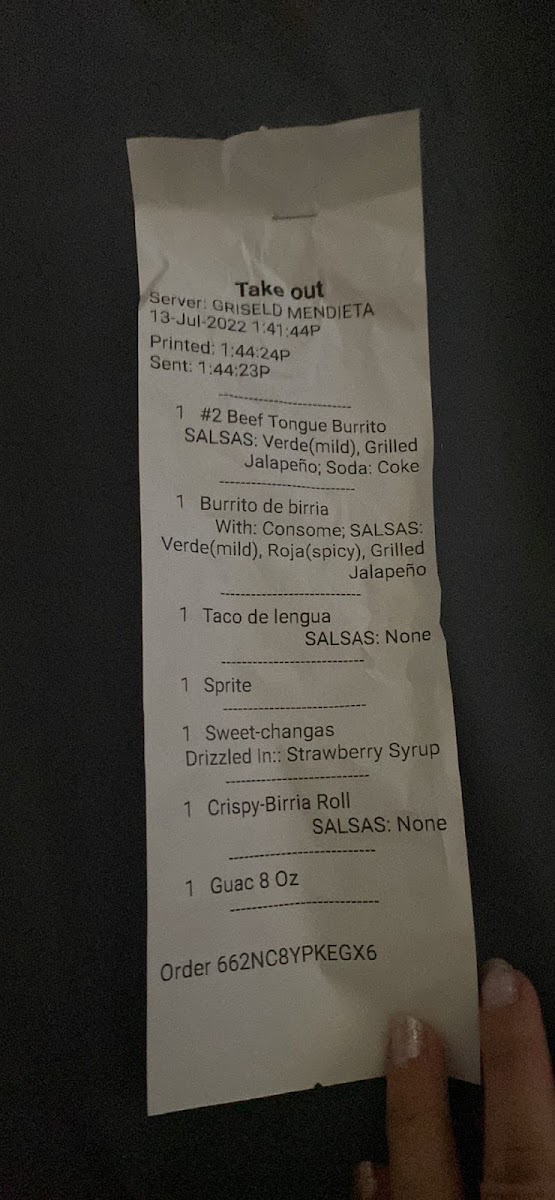 Take out
Server: GRISELD MENDIETA
13-Jul-2022 1:41:44P
Printed: 1:44:24P
Sent: 1:44:23P
1 #2 Beef Tongue Burrito
SALSAS: Verde(mild), Grilled
Jalapeño; Soda: Coke
1 Burrito de birria
With: Consome; SALSAS:
Verde(mild), Roja(spicy), Grilled
Jalapeño
1 Taco de lengua
SALSAS: None
1 Sprite
1 Sweet-changas
Drizzled In:: Strawberry Syrup
1 Crispy-Birria Roll
SALSAS: None
1 Guac 8 Oz
Order 662NC8YPKEGX6